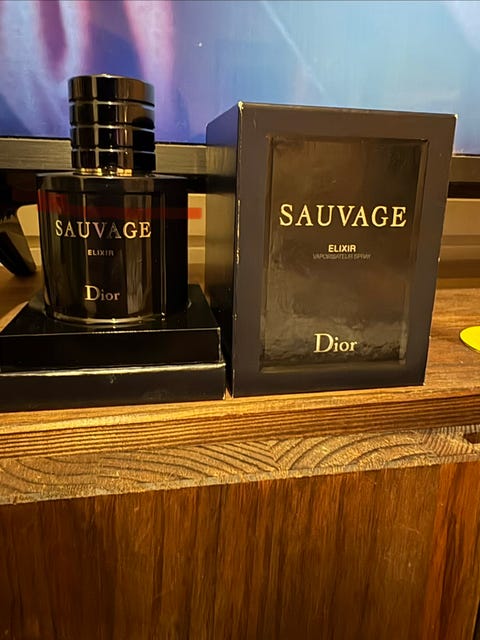 SAUVAGE
ELIXIR
Dior
SAUVAGE
ELIXIR
VAPORISATEUR SPRAY
Dior